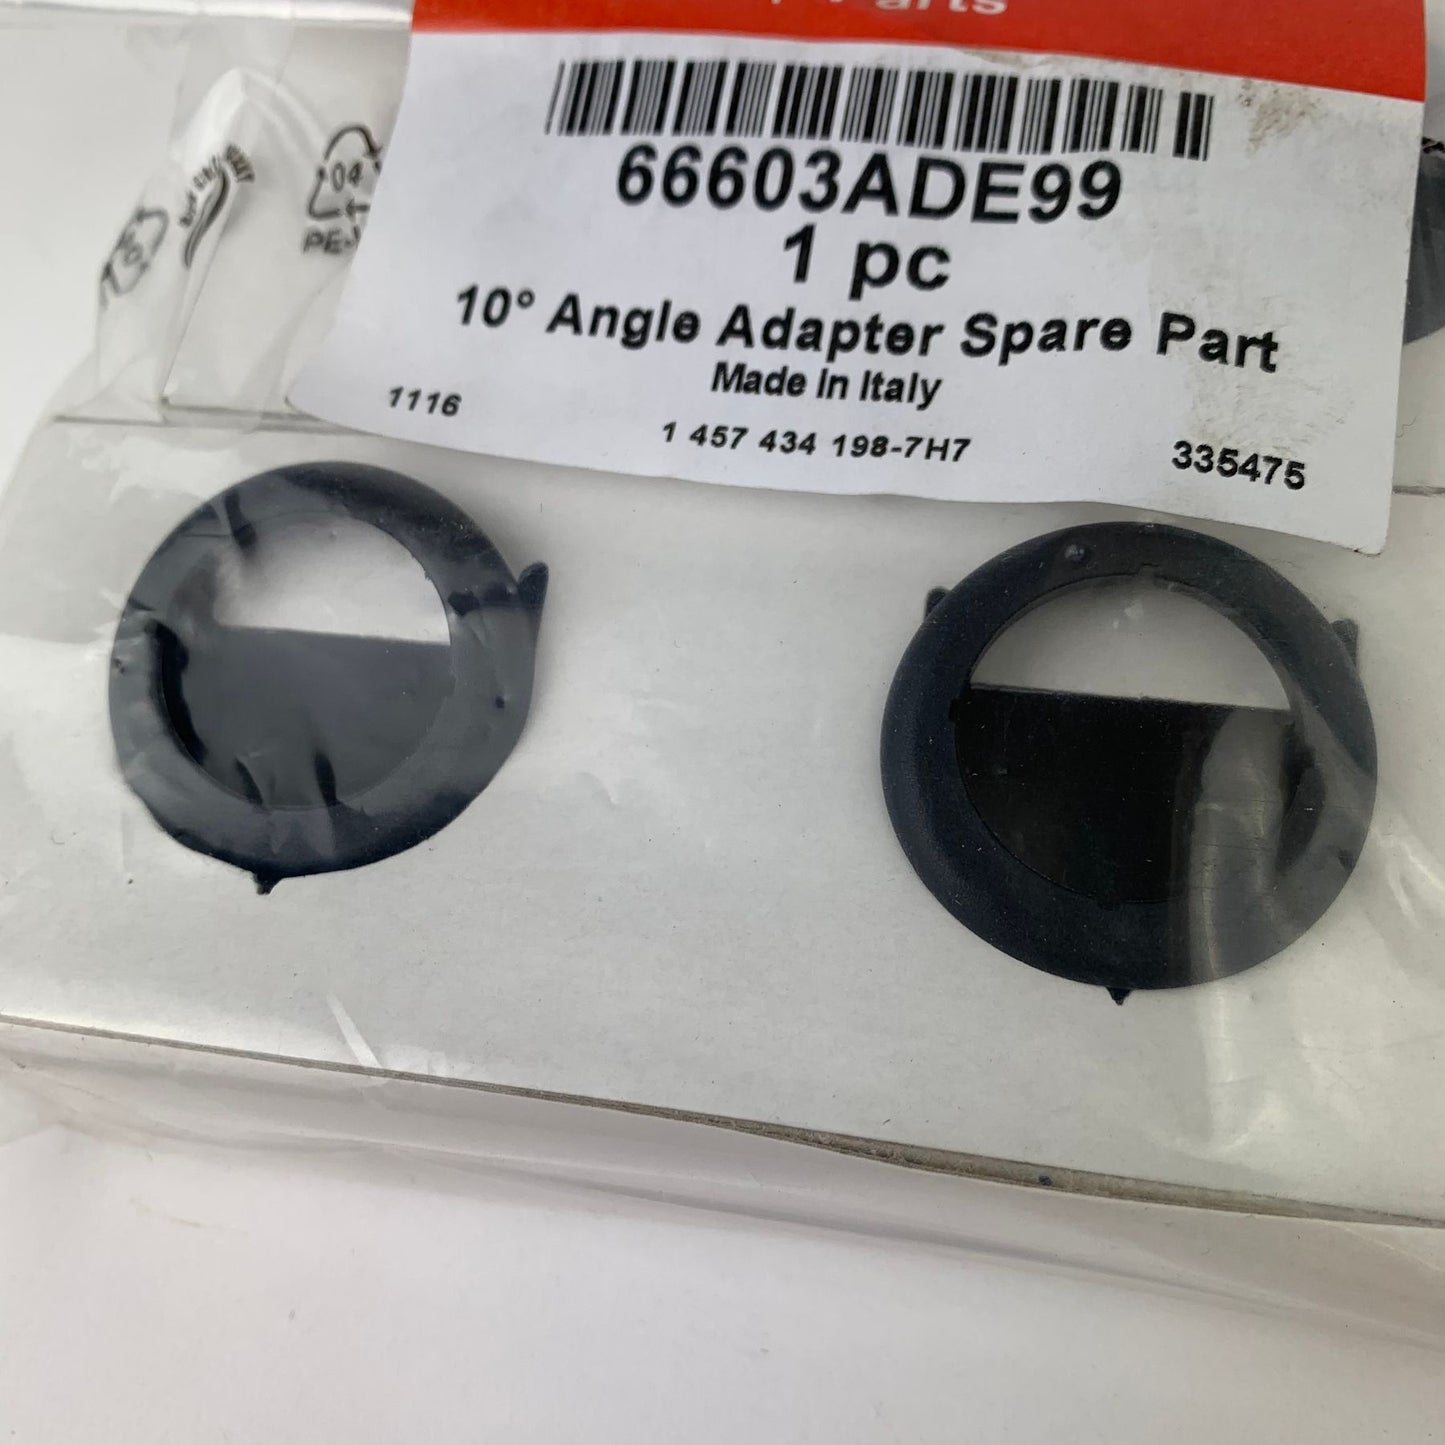 Parts
66603ADE99
1 pc
10° Angle Adapter Spare Part
Made In Italy
1116
1 457 434 198-7H7
335475
04